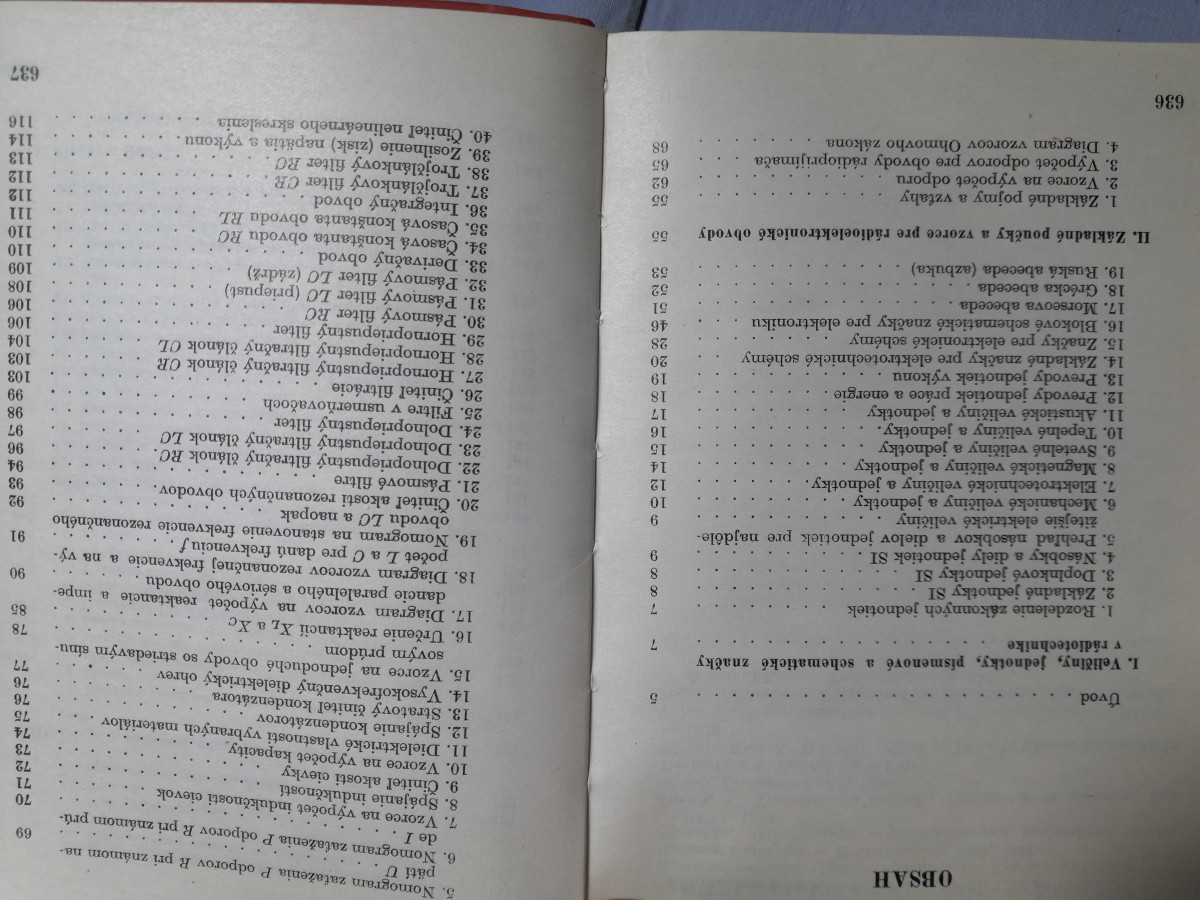 OBSAH
Úvod . . . . . . . . . . 5
I. Veličiny, jednotky, písmenové a schematické značky
v rádiotechnike . . . . . . . . . . 7
1. Rozdelenie zákonných jednotiek . . . . . . . . . . 7
2. Základné jednotky SI . . . . . . . . . . 8
3. Doplnkové jednotky SI . . . . . . . . . . 8
4. Násobky a diely jednotiek SI . . . . . . . . . . 9
5. Prehľad násobkov a dielov jednotiek pre najdôle-
žitejšie elektrické veličiny . . . . . . . . . . 9
6. Mechanické veličiny a jednotky . . . . . . . . . . 10
7. Elektrotechnické veličiny a jednotky . . . . . . . . . . 12
8. Magnetické veličiny a jednotky . . . . . . . . . . 14
9. Svetelné veličiny a jednotky . . . . . . . . . . 15
10. Tepelné veličiny a jednotky . . . . . . . . . . 16
11. Akustické veličiny a jednotky . . . . . . . . . . 17
12. Prevody jednotiek práce a energie . . . . . . . . . . 18
13. Prevody jednotiek výkonu . . . . . . . . . . 19
14. Základné značky pre elektrotechnické schémy . . . . 20
15. Značky pre elektronické schémy . . . . . . . . . . 28
16. Blokové schematické značky pre elektroniku . . . 46
17. Morseova abeceda . . . . . . . . . . 51
18. Grécka abeceda . . . . . . . . . . 52
19. Ruská abeceda (azbuka) . . . . . . . . . . 53
II. Základné poučky a vzorce pre rádioelektronické obvody 55
1. Základné pojmy a vzťahy . . . . . . . . . . 55
2. Vzorce na výpočet odporu . . . . . . . . . . 62
3. Výpočet odporov pre obvody rádioprijímača . . . 65
4. Diagram vzorcov Ohmovho zákona . . . . . . . . 68
636
5. Nomogram zaťaženia P odporov R pri známom na-
pätí U . . . . . . . . . . 69
6. Nomogram zaťaženia P odporov R pri známom prú-
de I . . . . . . . . . . 70
7. Vzorce na výpočet indukčnosti cievok . . . . . . . 71
8. Spájanie indukčností . . . . . . . . . . 72
9. Činiteľ akosti cievky . . . . . . . . . . 73
10. Vzorce na výpočet kapacity . . . . . . . . . . 74
11. Dielektrické vlastnosti vybraných materiálov . . . 75
12. Spájanie kondenzátorov . . . . . . . . . . 76
13. Stratový činiteľ kondenzátora . . . . . . . . . . 76
14. Vysokofrekvenčný dielektrický ohrev . . . . . . . 77
15. Vzorce na jednoduché obvody so striedavým sínu-
sovým prúdom . . . . . . . . . . 78
16. Určenie reaktancií XL a XC . . . . . . . . . . 85
17. Diagram vzorcov na výpočet reaktancie a impe-
dancie paralelného a sériového obvodu . . . . . . 90
18. Diagram vzorcov rezonančnej frekvencie a na vý-
počet L a C pre danú frekvenciu f . . . . . . . . 91
19. Nomogram na stanovenie frekvencie rezonančného
obvodu LC a naopak . . . . . . . . . . 92
20. Činiteľ akosti rezonančných obvodov . . . . . . . 93
21. Pásmové filtre . . . . . . . . . . 94
22. Dolnopriepustný filtračný článok RC . . . . . . . 96
23. Dolnopriepustný filtračný článok LC . . . . . . . 97
24. Dolnopriepustný filter . . . . . . . . . . 98
25. Filtre v usmerňovačoch . . . . . . . . . . 99
26. Činiteľ filtrácie . . . . . . . . . . 103
27. Hornopriepustný filtračný článok CR . . . . . . . 103
28. Hornopriepustný filtračný článok CL . . . . . . . 104
29. Hornopriepustný filter . . . . . . . . . . 106
30. Pásmový filter RC . . . . . . . . . . 106
31. Pásmový filter LC (priepust) . . . . . . . . . . 108
32. Pásmový filter LC (zádrž) . . . . . . . . . . 109
33. Derivačný obvod . . . . . . . . . . 110
34. Časová konštanta obvodu RC . . . . . . . . . . 110
35. Časová konštanta obvodu RL . . . . . . . . . . 111
36. Integračný obvod . . . . . . . . . . 112
37. Trojčlánkový filter CR . . . . . . . . . . 112
38. Trojčlánkový filter RC . . . . . . . . . . 113
39. Zosilnenie (zisk) napätia a výkonu . . . . . . . . 114
40. Činiteľ nelineárneho skreslenia . . . . . . . . . . 116
637